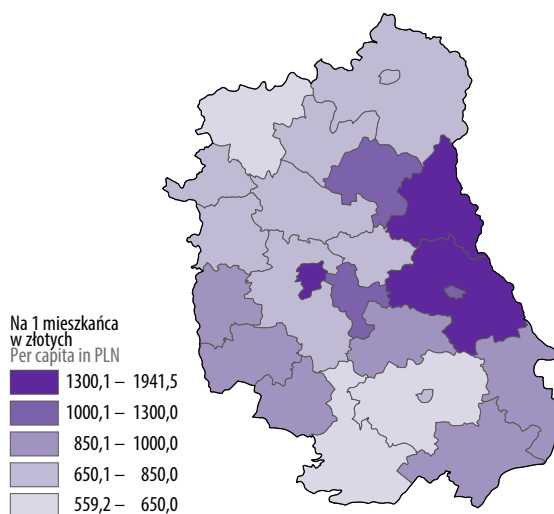 Na 1 mieszkańca
w złotych
Per capita in PLN
1300,1 – 1941,5
1000,1 – 1300,0
850,1 – 1000,0
650,1 – 850,0
559,2 – 650,0